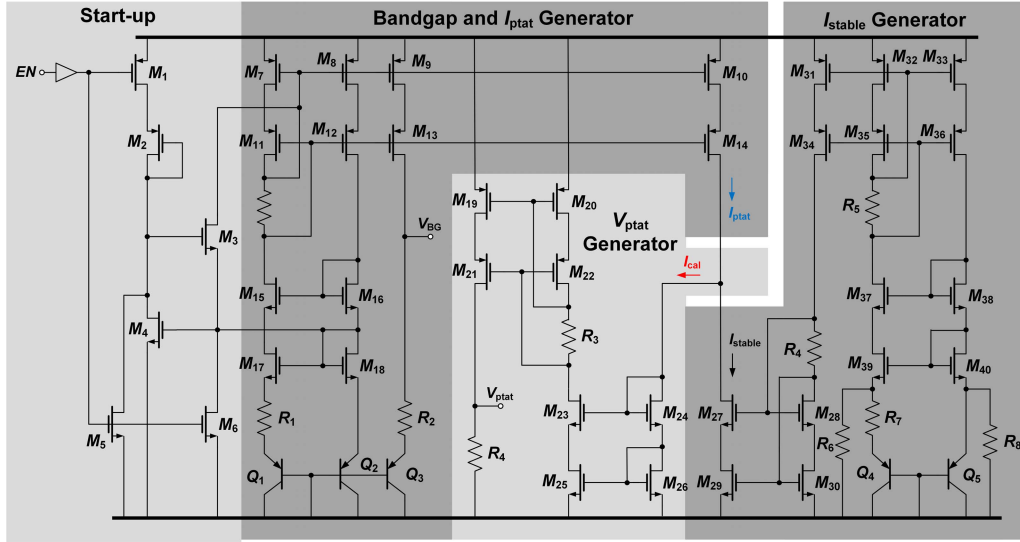 Start-up
Bandgap and Iptat Generator
Istable Generator
EN
M1
M7
M8
M9
M10
M31
M32
M33
M2
M11
M12
M13
M14
M34
M35
M36
M19
M20
Vptat
Generator
Iptat
R5
M3
VBG
M21
M22
Ical
M15
M16
M37
M38
M4
R3
Istable
R4
M17
M18
M39
M40
Vptat
M23
M24
M27
M28
M5
M6
R1
R2
R4
R6
R7
R8
Q1
Q2
Q3
M25
M26
M29
M30
Q4
Q5